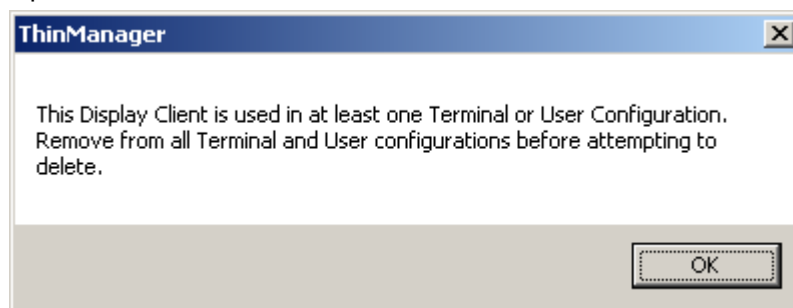 ThinManager
This Display Client is used in at least one Terminal or User Configuration.
Remove from all Terminal and User configurations before attempting to
delete.
OK